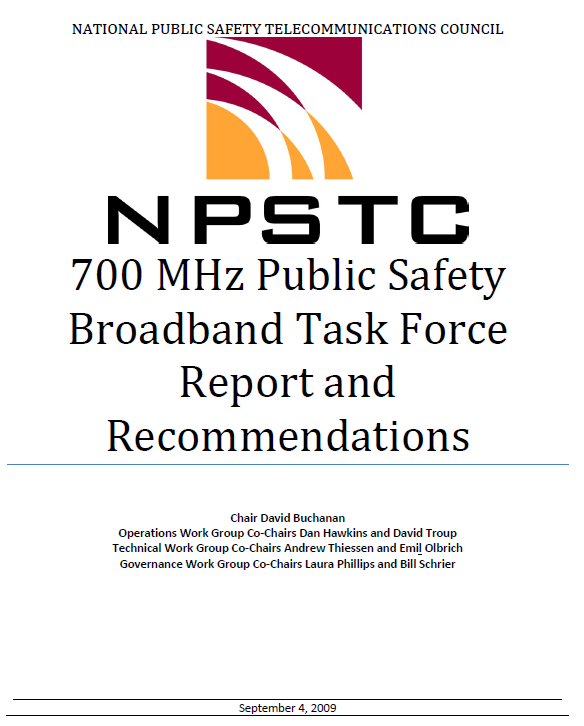 NATIONAL PUBLIC SAFETY TELECOMMUNICATIONS COUNCIL
NPSTC
700 MHz Public Safety
Broadband Task Force
Report and
Recommendations
Chair David Buchanan
Operations Work Group Co-Chairs Dan Hawkins and David Troup
Technical Work Group Co-Chairs Andrew Thiessen and Emil Olbrich
Governance Work Group Co-Chairs Laura Phillips and Bill Schrier
September 4, 2009